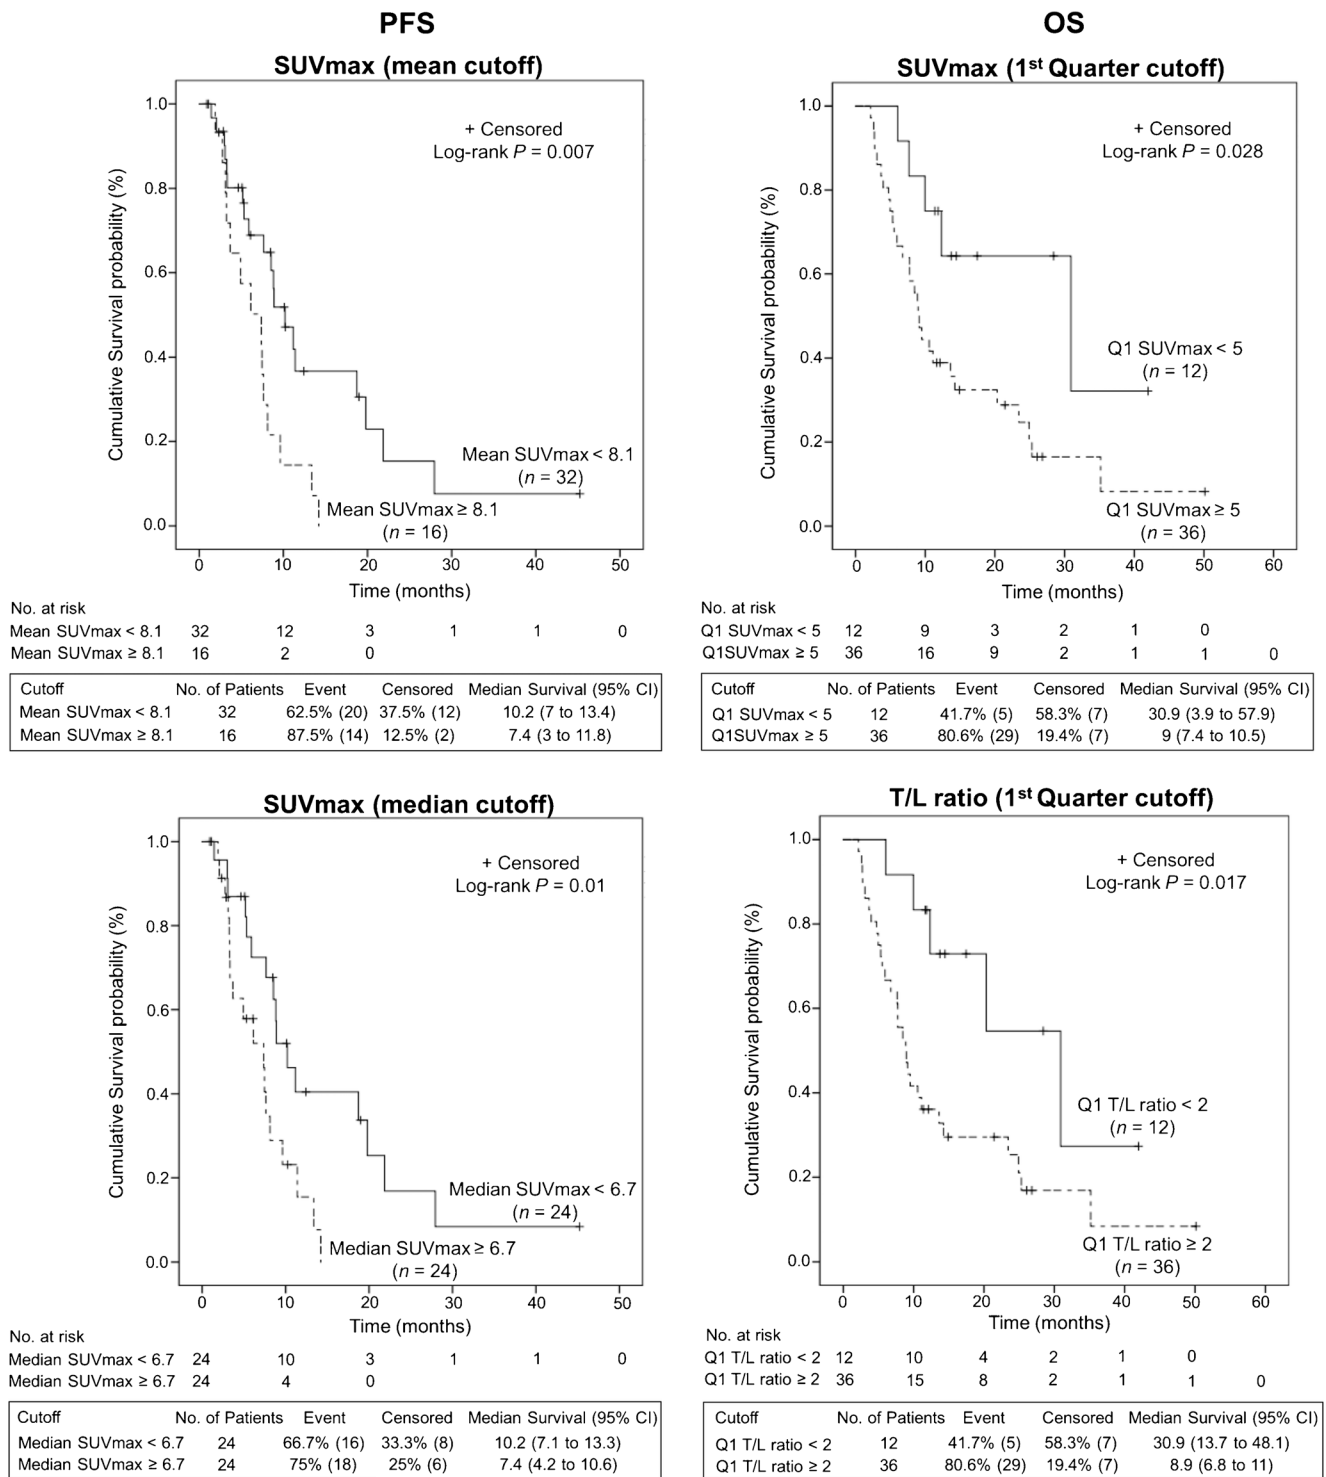 PFS
SUVmax (mean cutoff)
1.0
0.8
0.6
0.4
0.2
0.0
Cumulative Survival probability (%)
+ Censored
Log-rank P = 0.007
Mean SUVmax < 8.1
(n = 32)
Mean SUVmax ≥ 8.1
(n = 16)
0 10 20 30 40 50
Time (months)
No. at risk
Mean SUVmax < 8.1 32 12 3 1 1 0
Mean SUVmax ≥ 8.1 16 2 0
Cutoff No. of Patients Event Censored Median Survival (95% CI)
Mean SUVmax < 8.1 32 62.5% (20) 37.5% (12) 10.2 (7 to 13.4)
Mean SUVmax ≥ 8.1 16 87.5% (14) 12.5% (2) 7.4 (3 to 11.8)
OS
SUVmax (1st Quarter cutoff)
1.0
0.8
0.6
0.4
0.2
0.0
Cumulative Survival probability (%)
+ Censored
Log-rank P = 0.028
Q1 SUVmax < 5
(n = 12)
Q1 SUVmax ≥ 5
(n = 36)
0 10 20 30 40 50 60
Time (months)
No. at risk
Q1 SUVmax < 5 12 9 3 2 1 0
Q1SUVmax ≥ 5 36 16 9 2 1 1 0
Cutoff No. of Patients Event Censored Median Survival (95% CI)
Q1 SUVmax < 5 12 41.7% (5) 58.3% (7) 30.9 (3.9 to 57.9)
Q1SUVmax ≥ 5 36 80.6% (29) 19.4% (7) 9 (7.4 to 10.5)
SUVmax (median cutoff)
1.0
0.8
0.6
0.4
0.2
0.0
Cumulative Survival probability (%)
+ Censored
Log-rank P = 0.01
Median SUVmax < 6.7
(n = 24)
Median SUVmax ≥ 6.7
(n = 24)
0 10 20 30 40 50
Time (months)
No. at risk
Median SUVmax < 6.7 24 10 3 1 1 0
Median SUVmax ≥ 6.7 24 4 0
Cutoff No. of Patients Event Censored Median Survival (95% CI)
Median SUVmax < 6.7 24 66.7% (16) 33.3% (8) 10.2 (7.1 to 13.3)
Median SUVmax ≥ 6.7 24 75% (18) 25% (6) 7.4 (4.2 to 10.6)
T/L ratio (1st Quarter cutoff)
1.0
0.8
0.6
0.4
0.2
0.0
Cumulative Survival probability (%)
+ Censored
Log-rank P = 0.017
Q1 T/L ratio < 2
(n = 12)
Q1 T/L ratio ≥ 2
(n = 36)
0 10 20 30 40 50 60
Time (months)
No. at risk
Q1 T/L ratio < 2 12 10 4 2 1 0
Q1 T/L ratio ≥ 2 36 15 8 2 1 1 0
Cutoff No. of Patients Event Censored Median Survival (95% CI)
Q1 T/L ratio < 2 12 41.7% (5) 58.3% (7) 30.9 (13.7 to 48.1)
Q1 T/L ratio ≥ 2 36 80.6% (29) 19.4% (7) 8.9 (6.8 to 11)